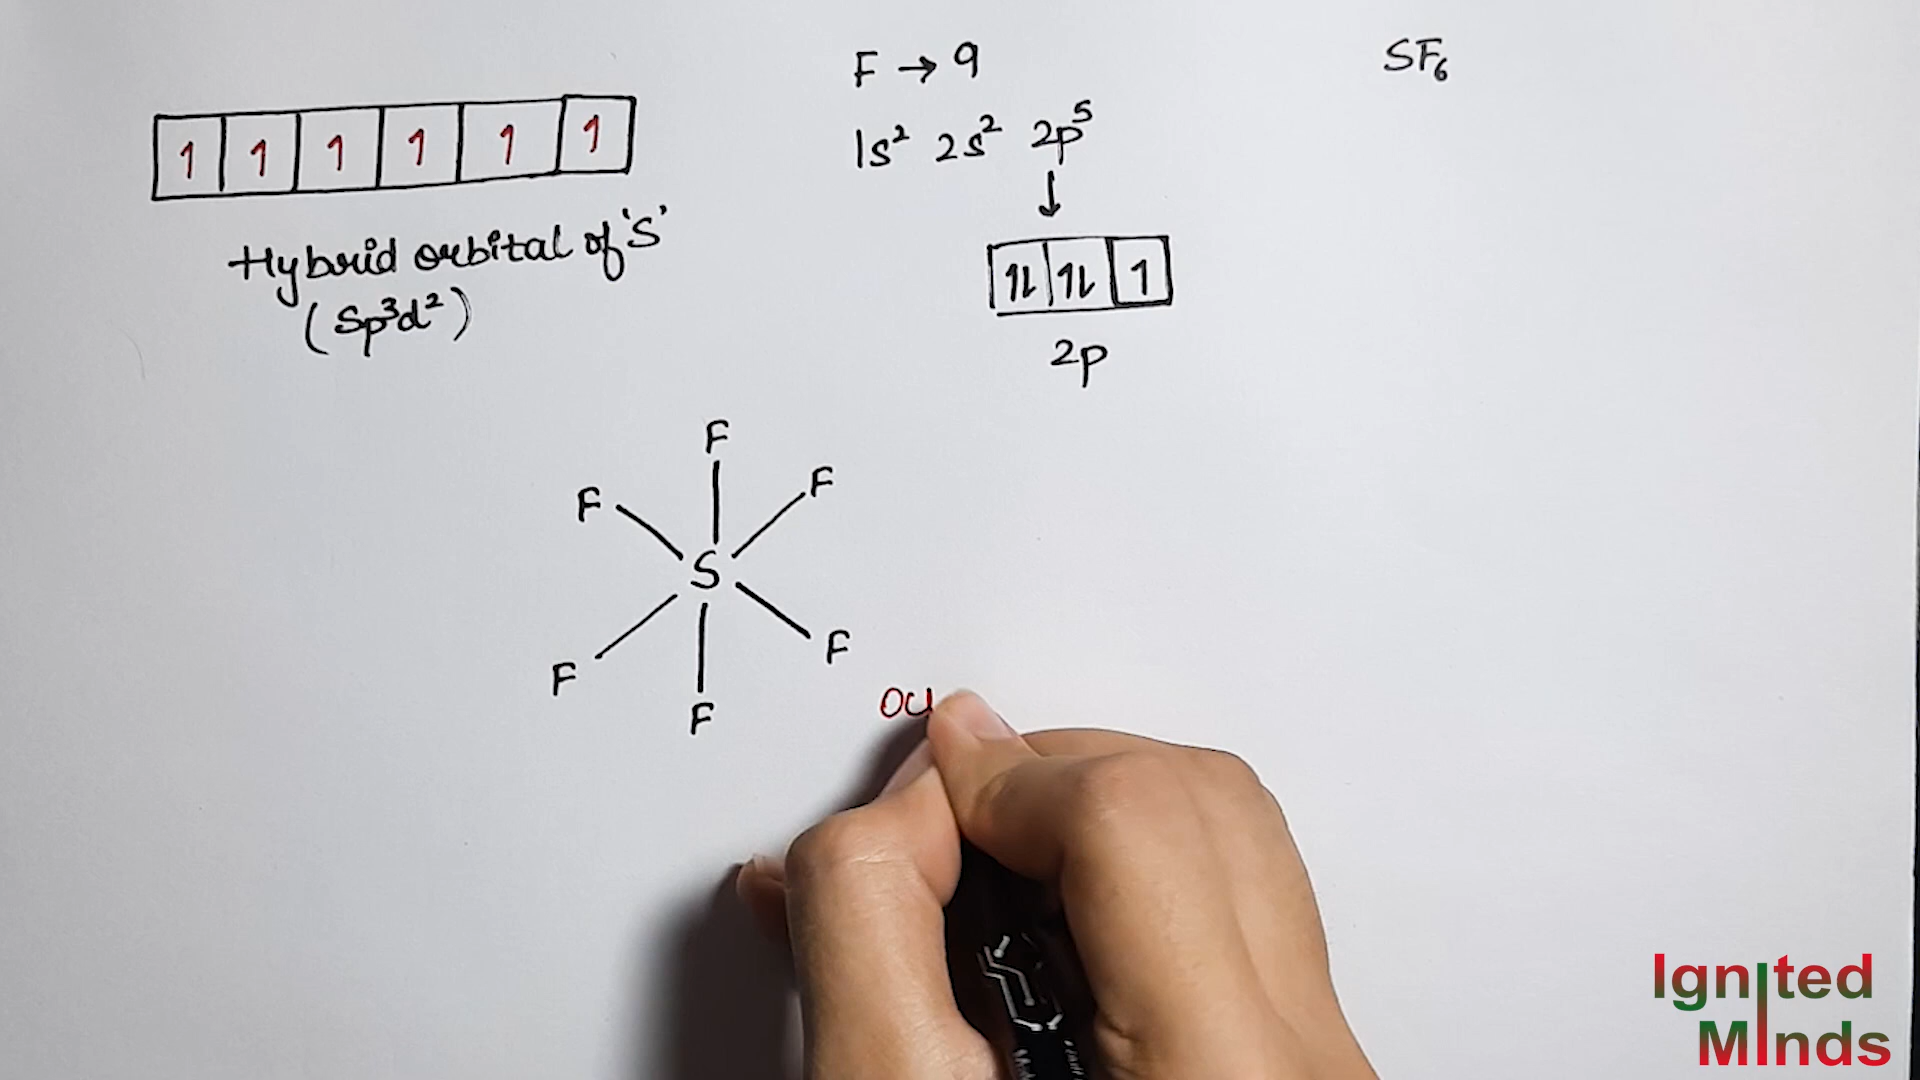 F → 9
SF₆
1 1 1 1 1 1
1s² 2s² 2p⁵
↓
Hybrid orbital of 'S'
(Sp³d²)
1l 1l 1
2p
F
F F
S
F F
F
Ignited
Minds